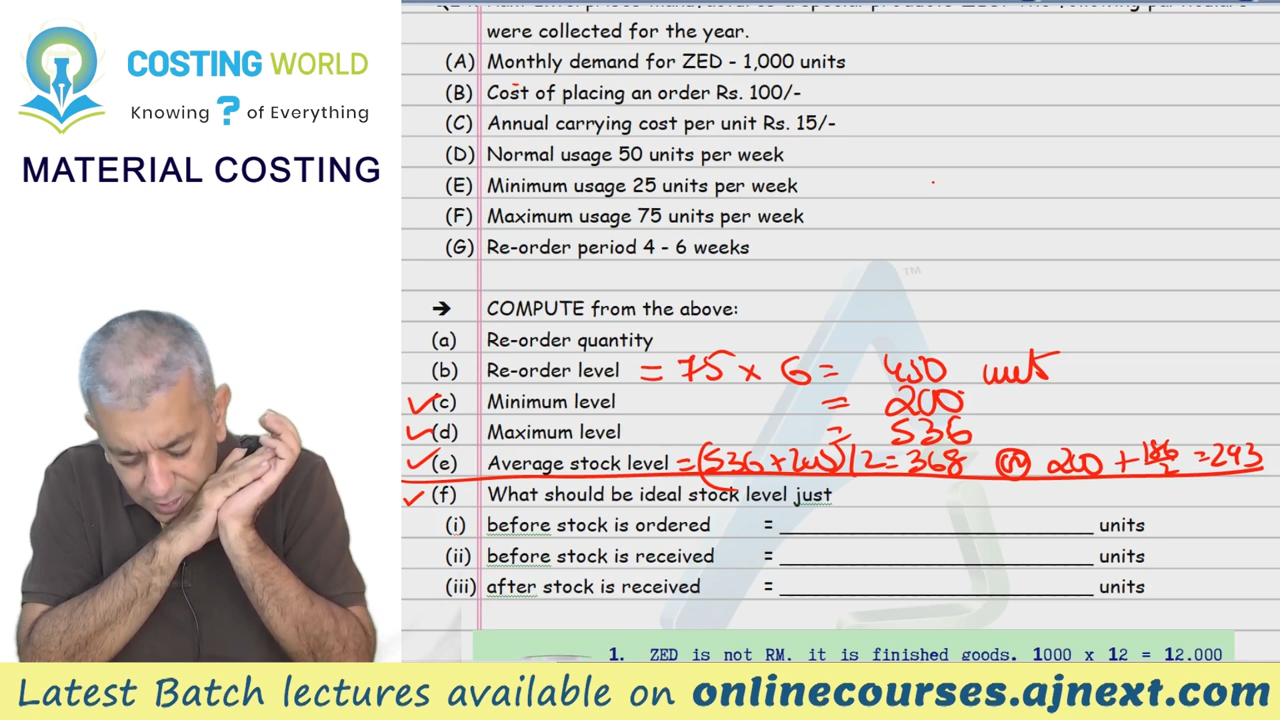 COSTING WORLD
Knowing ? of Everything
MATERIAL COSTING
were collected for the year.
(A) Monthly demand for ZED - 1,000 units
(B) Cost of placing an order Rs. 100/-
(C) Annual carrying cost per unit Rs. 15/-
(D) Normal usage 50 units per week
(E) Minimum usage 25 units per week
(F) Maximum usage 75 units per week
(G) Re-order period 4 - 6 weeks
TM
➔ COMPUTE from the above:
(a) Re-order quantity
(b) Re-order level = 75 × 6 = 450 units
(c) Minimum level = 200
(d) Maximum level = 536
(e) Average stock level = (536 + 200) / 2 = 368 200 + 186/2 = 293
(f) What should be ideal stock level just
(i) before stock is ordered = ____________ units
(ii) before stock is received = ____________ units
(iii) after stock is received = ____________ units
1. ZED is not RM. it is finished goods. 1000 x 12 = 12.000
Latest Batch lectures available on onlinecourses.ajnext.com